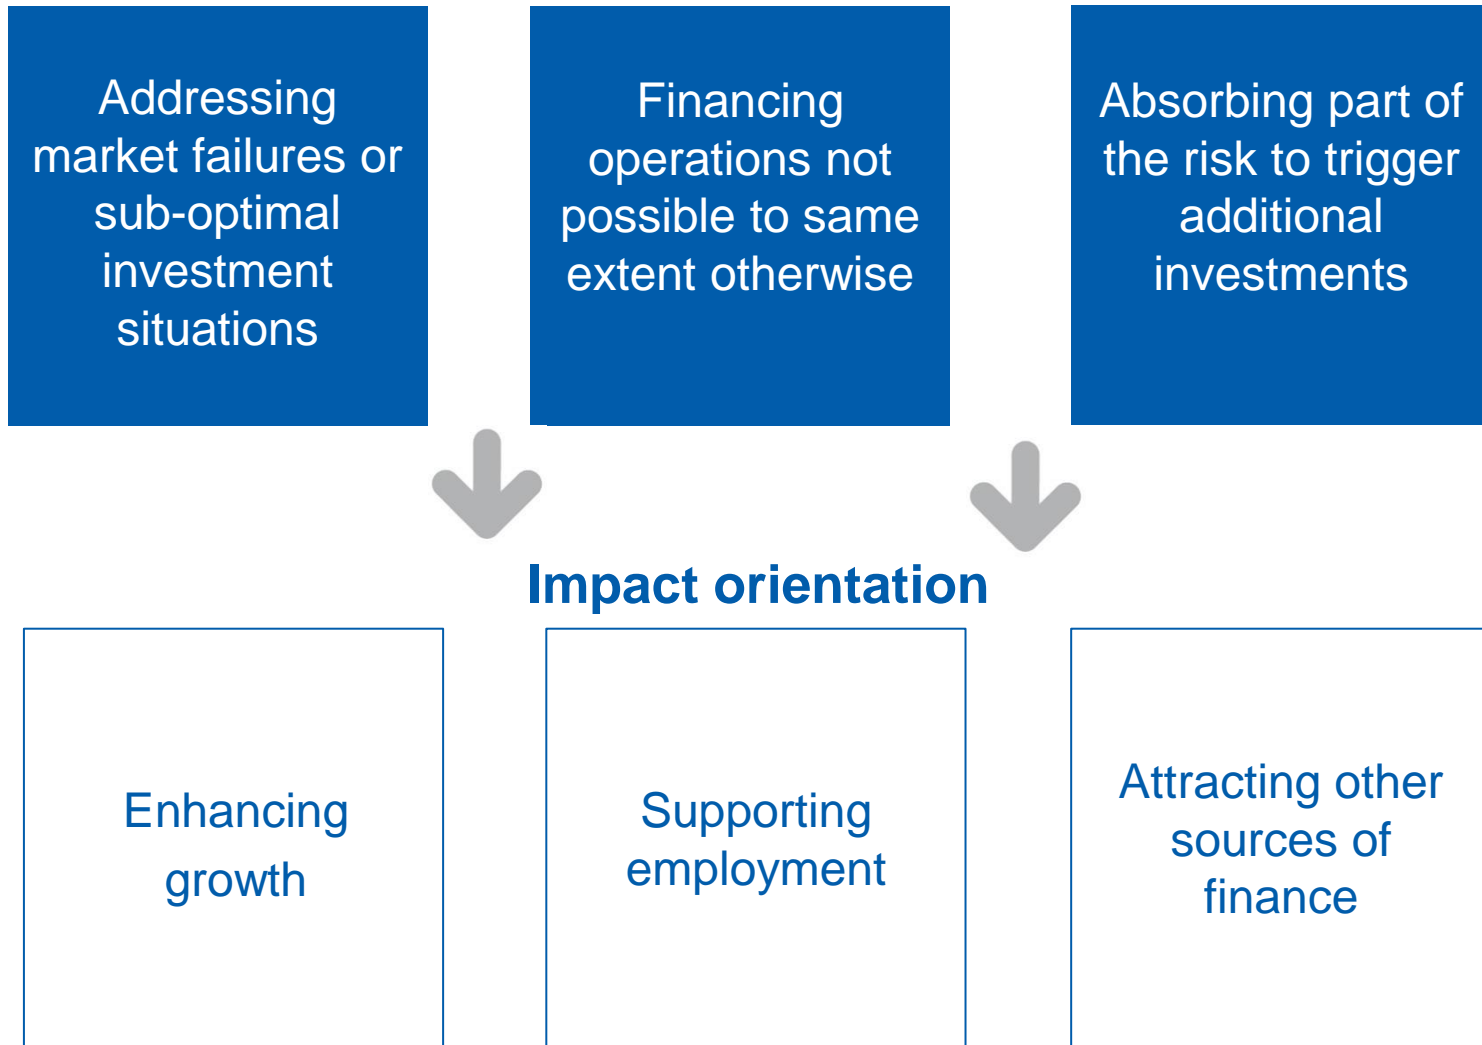 Addressing
market failures or
sub-optimal
investment
situations
Financing
operations not
possible to same
extent otherwise
Absorbing part of
the risk to trigger
additional
investments
Impact orientation
Enhancing
growth
Supporting
employment
Attracting other
sources of
finance